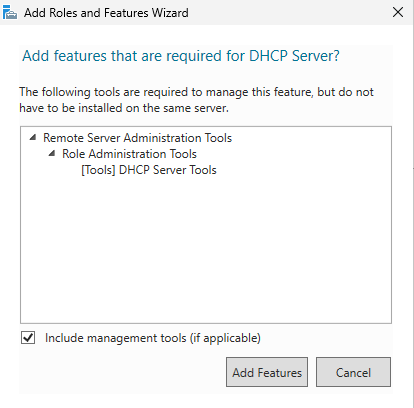 Add Roles and Features Wizard
Add features that are required for DHCP Server?
The following tools are required to manage this feature, but do not
have to be installed on the same server.
Remote Server Administration Tools
Role Administration Tools
[Tools] DHCP Server Tools
Include management tools (if applicable)
Add Features
Cancel